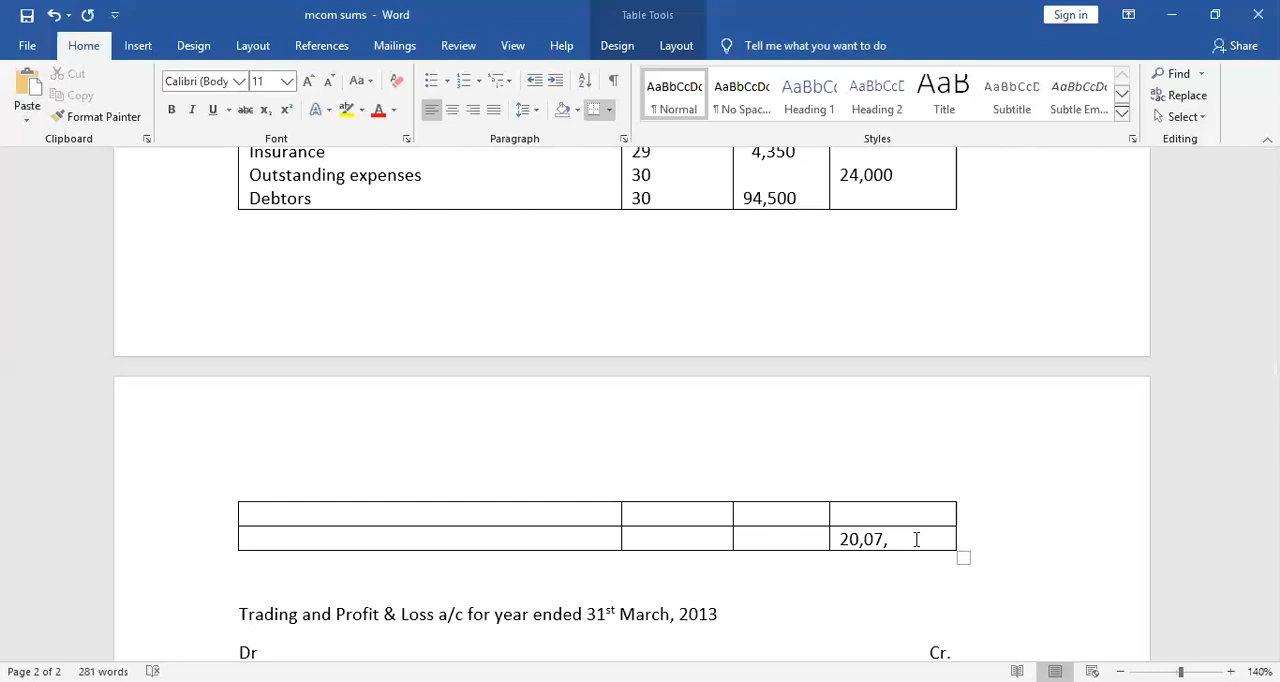 mcom sums - Word
Table Tools
Sign in
File
Home
Insert
Design
Layout
References
Mailings
Review
View
Help
Design
Layout
Tell me what you want to do
Share
Paste
Cut
Copy
Format Painter
Clipboard
Calibri (Body
11
Font
Paragraph
AaBbCcDc
¶ Normal
AaBbCcDc
¶ No Spac...
AaBbCc
Heading 1
AaBbCcD
Heading 2
AaB
Title
AaBbCcD
Subtitle
AaBbCcDc
Subtle Em...
Styles
Find
Replace
Select
Editing
Insurance 29 4,350
Outstanding expenses 30 24,000
Debtors 30 94,500
20,07,
Trading and Profit & Loss a/c for year ended 31st March, 2013
Dr Cr.
Page 2 of 2 281 words 140%